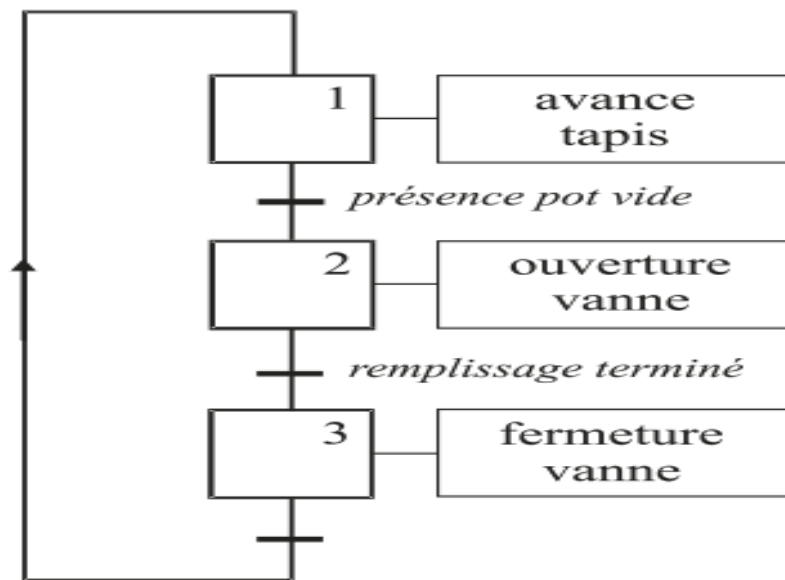 1
avance
tapis
présence pot vide
2
ouverture
vanne
remplissage terminé
3
fermeture
vanne